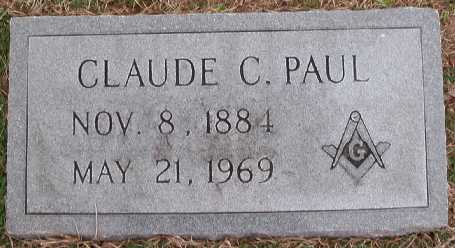 CLAUDE C. PAUL
NOV. 8, 1884
MAY 21, 1969
G